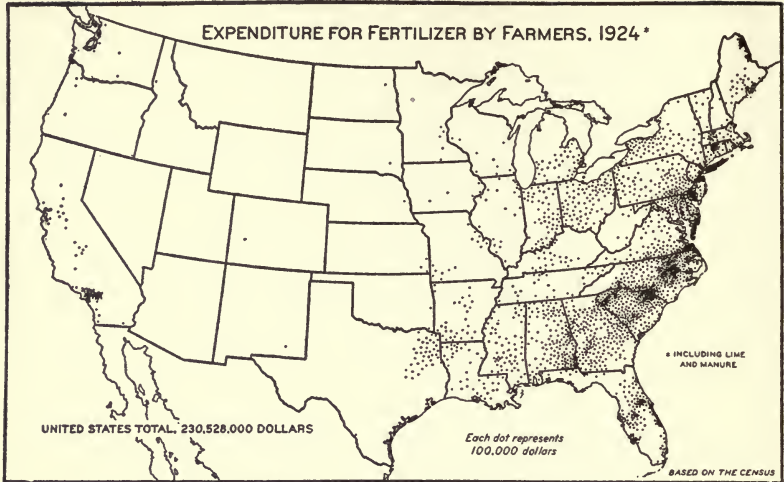 EXPENDITURE FOR FERTILIZER BY FARMERS, 1924*
* INCLUDING LIME
AND MANURE
UNITED STATES TOTAL, 230,528,000 DOLLARS
Each dot represents
100,000 dollars
BASED ON THE CENSUS